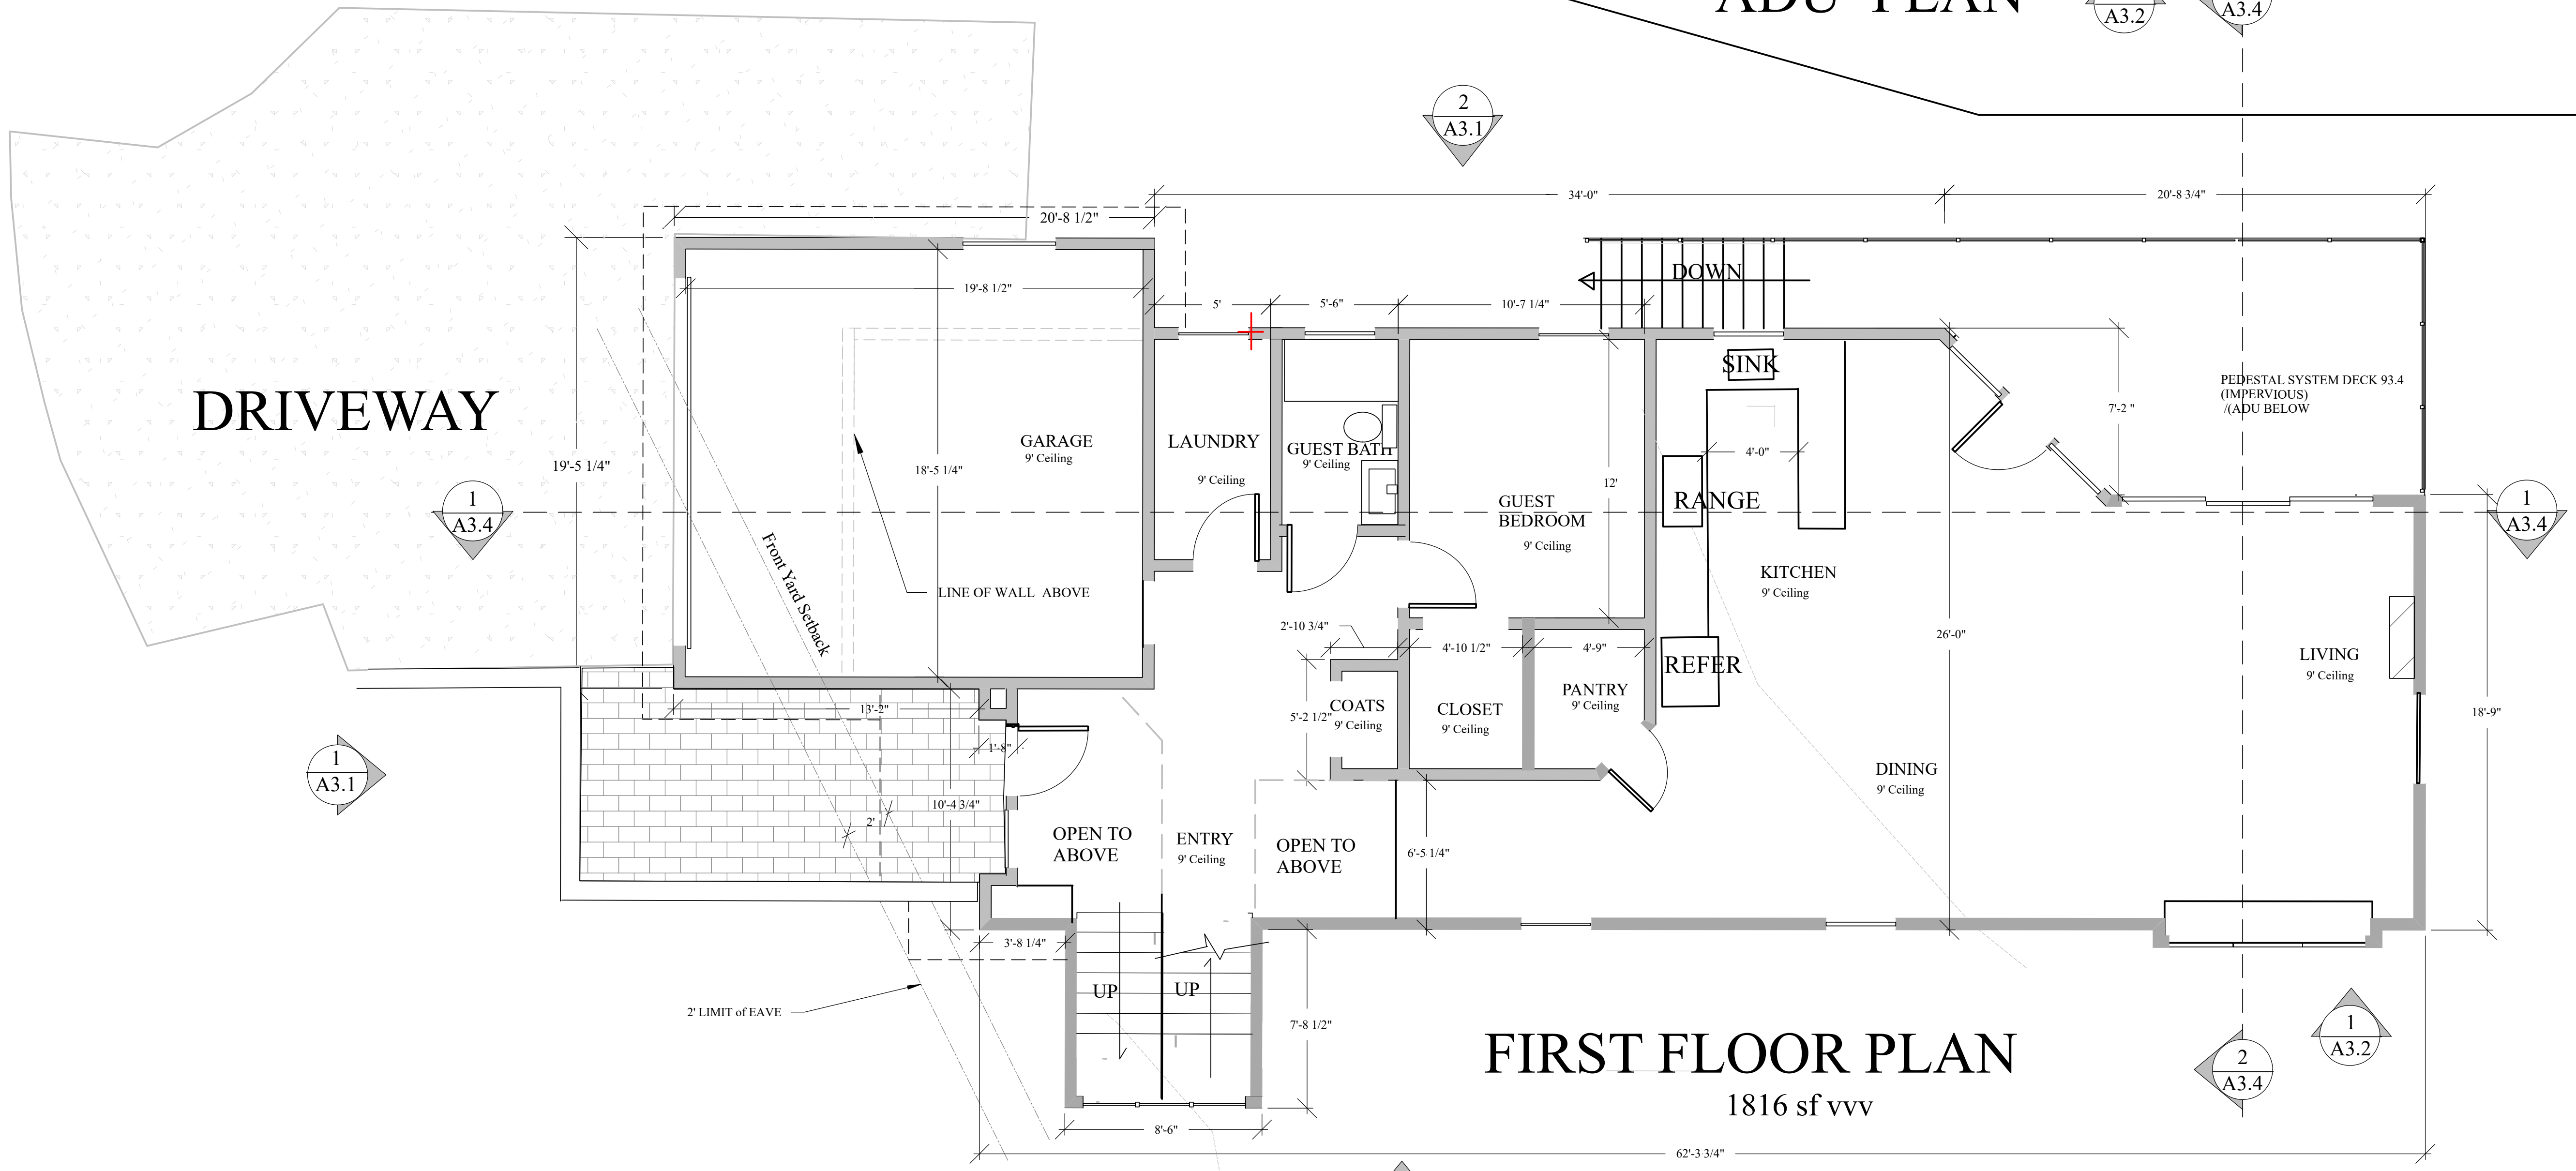 ADU PLAN
A3.2
A3.4
2
A3.1
34'-0"
20'-8 3/4"
20'-8 1/2"
DOWN
19'-8 1/2"
5'
5'-6"
10'-7 1/4"
SINK
PEDESTAL SYSTEM DECK 93.4
(IMPERVIOUS)
/(ADU BELOW
7'-2 "
DRIVEWAY
GARAGE
9' Ceiling
LAUNDRY
9' Ceiling
GUEST BATH
9' Ceiling
4'-0"
19'-5 1/4"
18'-5 1/4"
12'
1
A3.4
GUEST
BEDROOM
9' Ceiling
RANGE
1
A3.4
Front Yard Setback
LINE OF WALL ABOVE
KITCHEN
9' Ceiling
2'-10 3/4"
4'-10 1/2"
4'-9"
26'-0"
REFER
LIVING
9' Ceiling
13'-2"
COATS
9' Ceiling
5'-2 1/2"
CLOSET
9' Ceiling
PANTRY
9' Ceiling
18'-9"
1'-8"
1
A3.1
DINING
9' Ceiling
10'-4 3/4"
2'
OPEN TO
ABOVE
ENTRY
9' Ceiling
OPEN TO
ABOVE
6'-5 1/4"
3'-8 1/4"
UP
UP
2' LIMIT of EAVE
7'-8 1/2"
FIRST FLOOR PLAN
1816 sf vvv
1
A3.2
2
A3.4
8'-6"
62'-3 3/4"